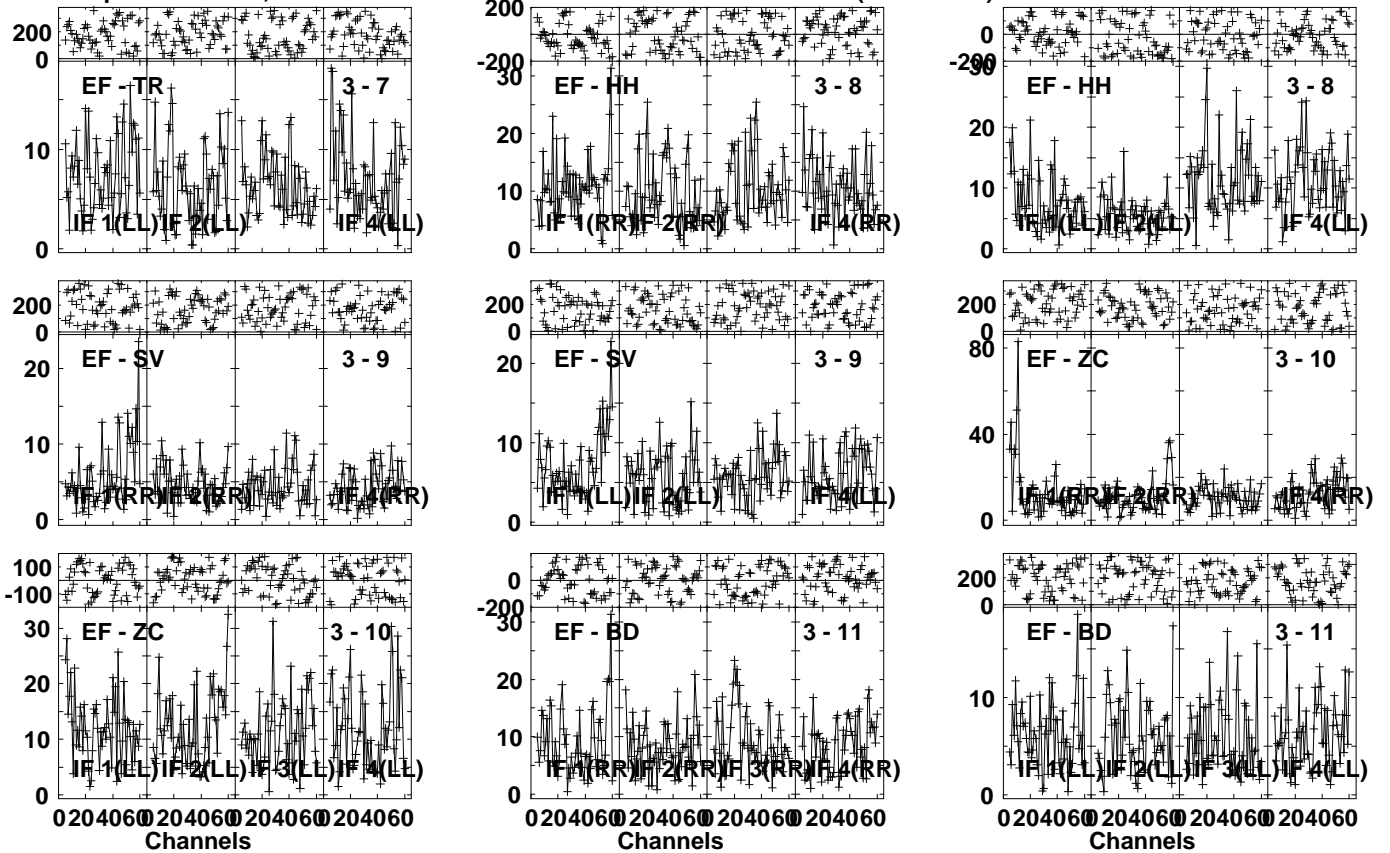 200 200
200 0 0
0 -200 -200
30 30
EF - TR 3 - 7 EF - HH 3 - 8 EF - HH 3 - 8
20 20
10 10 10
IF 1(LL) IF 2(LL) IF 4(LL) IF 1(RR) IF 2(RR) IF 4(RR) IF 1(LL) IF 2(LL) IF 4(LL)
0 0 0
200 200 200
0 0 0
EF - SV 3 - 9 EF - SV 3 - 9 EF - ZC 3 - 10
20 20 80
10 10 40
IF 1(RR) IF 2(RR) IF 4(RR) IF 1(LL) IF 2(LL) IF 4(LL) IF 1(RR) IF 2(RR) IF 4(RR)
0 0 0
100 0 200
-100 -200 0
30 30
EF - ZC 3 - 10 EF - BD 3 - 11 EF - BD 3 - 11
20 20
10 10 10
IF 1(LL) IF 2(LL) IF 3(LL) IF 4(LL) IF 1(RR) IF 2(RR) IF 3(RR) IF 4(RR) IF 1(LL) IF 2(LL) IF 3(LL) IF 4(LL)
0 0 0
0 20 40 60 0 20 40 60 0 20 40 60 0 20 40 60 0 20 40 60 0 20 40 60 0 20 40 60 0 20 40 60 0 20 40 60 0 20 40 60 0 20 40 60 0 20 40 60
Channels Channels Channels